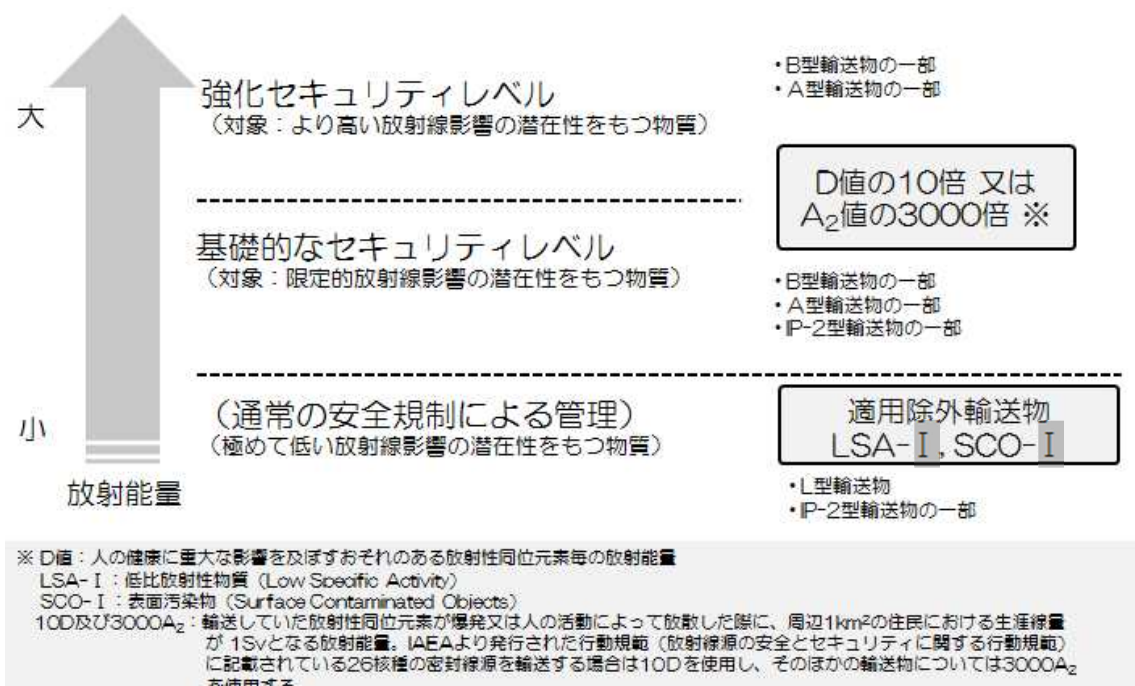 大
強化セキュリティレベル
（対象：より高い放射線影響の潜在性をもつ物質）
・B型輸送物の一部
・A型輸送物の一部
D値の10倍 又は
A₂値の3000倍 ※
基礎的なセキュリティレベル
（対象：限定的放射線影響の潜在性をもつ物質）
・B型輸送物の一部
・A型輸送物の一部
・IP-2型輸送物の一部
小
（通常の安全規制による管理）
（極めて低い放射線影響の潜在性をもつ物質）
適用除外輸送物
LSA-Ⅰ, SCO-Ⅰ
・L型輸送物
・IP-2型輸送物の一部
放射能量
※ D値：人の健康に重大な影響を及ぼすおそれのある放射性同位元素毎の放射能量
LSA-Ⅰ：低比放射性物質（Low Specific Activity）
SCO-Ⅰ：表面汚染物（Surface Contaminated Objects）
10D及び3000A₂：輸送していた放射性同位元素が爆発又は人の活動によって放散した際に、周辺1km²の住民における生涯線量
が 1Svとなる放射能量。IAEAより発行された行動規範（放射線源の安全とセキュリティに関する行動規範）
に記載されている26核種の密封線源を輸送する場合は10Dを使用し、そのほかの輸送物については3000A₂
を使用する